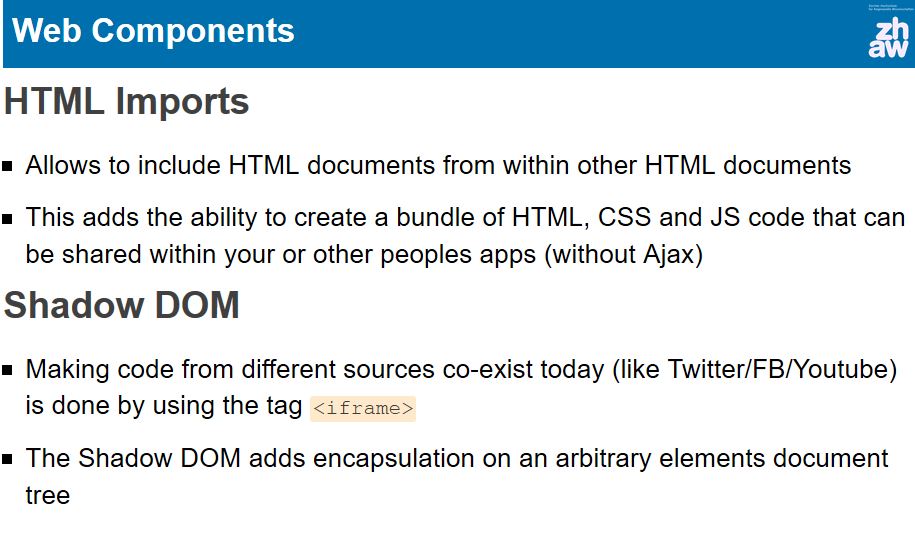 Web Components
zh
aw
HTML Imports
Allows to include HTML documents from within other HTML documents
This adds the ability to create a bundle of HTML, CSS and JS code that can
be shared within your or other peoples apps (without Ajax)
Shadow DOM
Making code from different sources co-exist today (like Twitter/FB/Youtube)
is done by using the tag <iframe>
The Shadow DOM adds encapsulation on an arbitrary elements document
tree